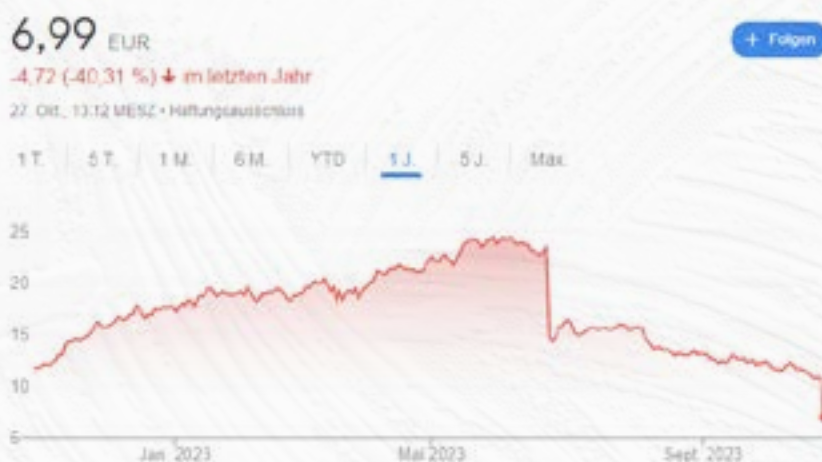 6,99 EUR
+ Folgen
-4,72 (-40,31 %) ↓ im letzten Jahr
27. Okt., 13:12 MESZ • Haftungsausschluss
1 T. 5 T. 1 M. 6 M. YTD 1 J. 5 J. Max.
25
20
15
10
5
Jan. 2023 Mai 2023 Sept. 2023